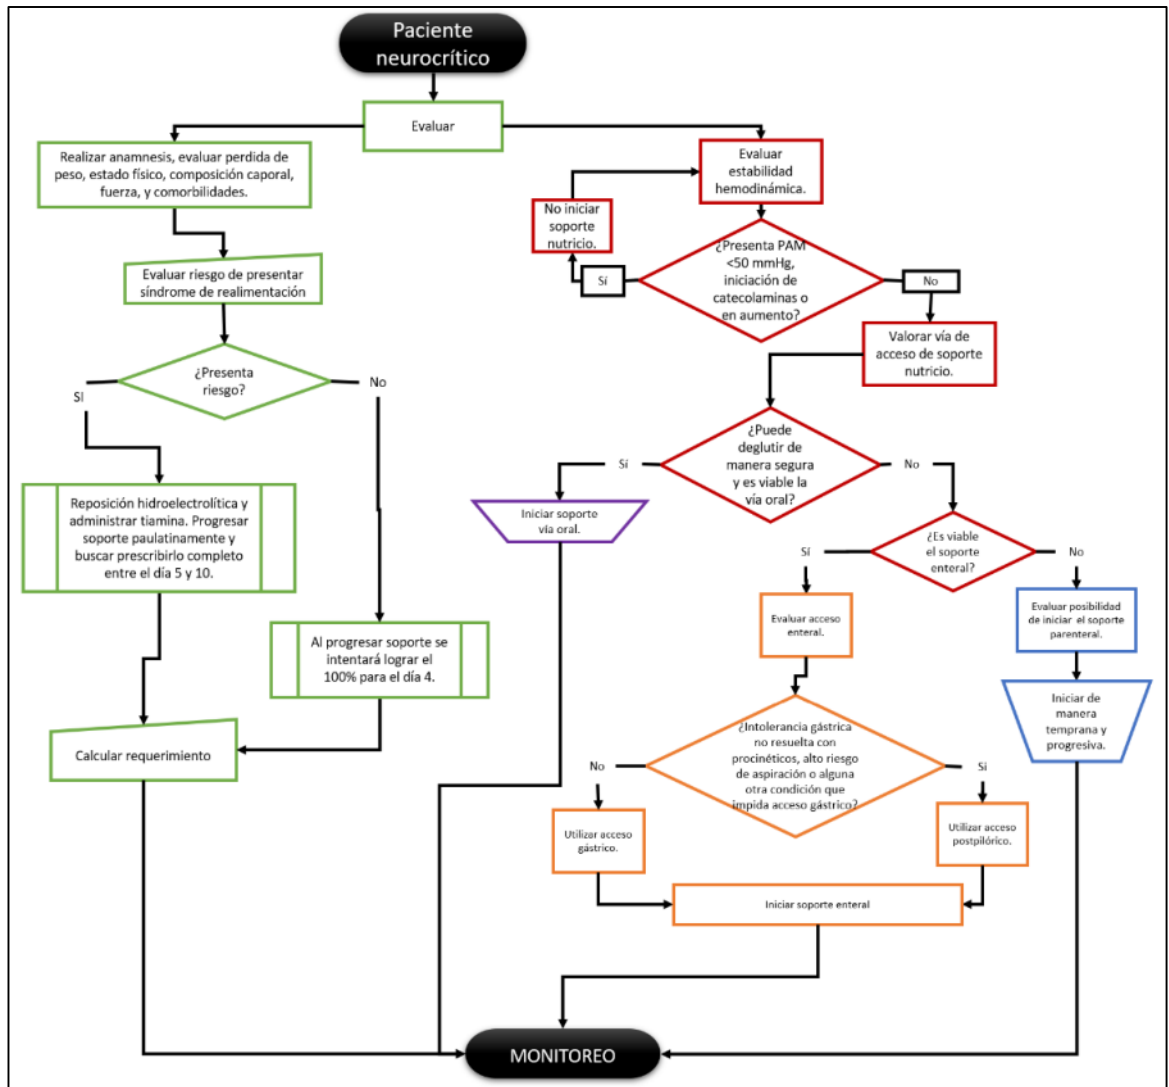 Paciente
neurocrítico
Evaluar
Realizar anamnesis, evaluar perdida de
peso, estado físico, composición caporal,
fuerza, y comorbilidades.
Evaluar riesgo de presentar
síndrome de realimentación
¿Presenta
riesgo?
Sí
No
Reposición hidroelectrolítica y
administrar tiamina. Progresar
soporte paulatinamente y
buscar prescribirlo completo
entre el día 5 y 10.
Al progresar soporte se
intentará lograr el
100% para el día 4.
Calcular requerimiento
Evaluar
estabilidad
hemodinámica.
No iniciar
soporte
nutricio.
¿Presenta PAM
<50 mmHg,
iniciación de
catecolaminas o
en aumento?
Sí
No
Valorar vía de
acceso de soporte
nutricio.
¿Puede
deglutir de
manera segura
y es viable la
vía oral?
Sí
No
Iniciar soporte
vía oral.
¿Es viable
el soporte
enteral?
Sí
No
Evaluar acceso
enteral.
Evaluar posibilidad
de iniciar el soporte
parenteral.
Iniciar de
manera
temprana y
progresiva.
¿Intolerancia gástrica
no resuelta con
procinéticos, alto riesgo
de aspiración o alguna
otra condición que
impida acceso gástrico?
No
Sí
Utilizar acceso
gástrico.
Utilizar acceso
postpilórico.
Iniciar soporte enteral
MONITOREO